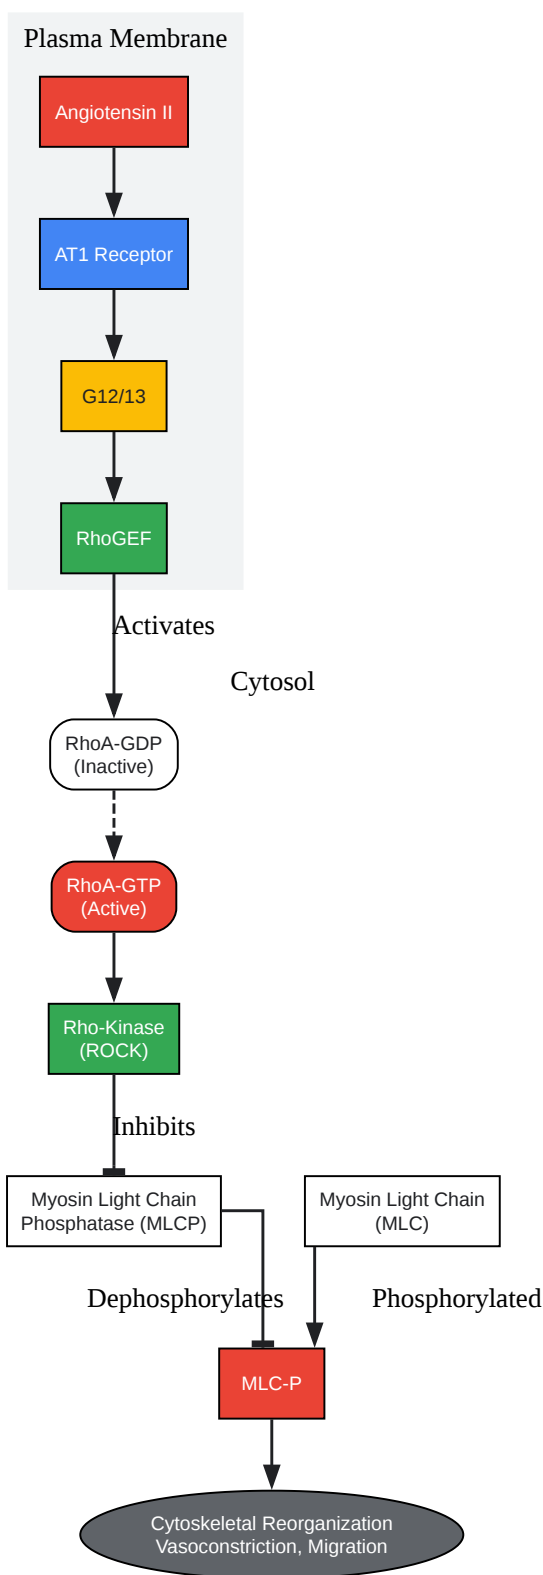 Plasma Membrane
Angiotensin II
AT1 Receptor
G12/13
RhoGEF
Activates
Cytosol
RhoA-GDP
(Inactive)
RhoA-GTP
(Active)
Rho-Kinase
(ROCK)
Inhibits
Myosin Light Chain
Phosphatase (MLCP)
Myosin Light Chain
(MLC)
Dephosphorylates
Phosphorylated
MLC-P
Cytoskeletal Reorganization
Vasoconstriction, Migration